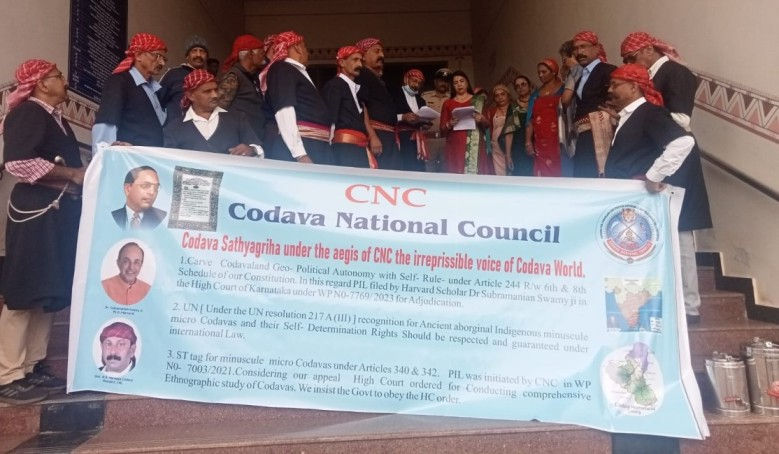 CNC
Codava National Council
Codava Sathyagriha under the aegis of CNC the irreprissible voice of Codava World.
1.Carve Codavaland Geo- Political Autonomy with Self- Rule- under Article 244 R/w 6th & 8th
Schedule of our Constitution. In this regard PIL filed by Harvard Scholar Dr Subramanian Swamy ji in
the High Court of Karnataka under WP N0-7769/2023 for Adjudication.
2. UN [ Under the UN resolution 217 A (III) ] recognition for Ancient aborginal Indigenous minuscule
micro Codavas and their Self- Determination Rights Should be respected and guaranteed under
international Law.
3. ST tag for minuscule micro Codavas under Articles 340 & 342. PIL was initiated by CNC in WP
N0- 7003/2021.Considering our appeal High Court ordered for Conducting comprehensive
Ethnographic study of Codavas. We insist the Govt to obey the HC order.